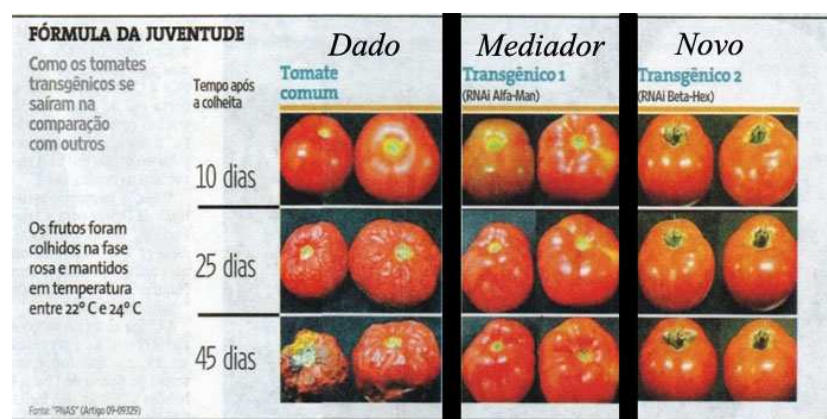 FÓRMULA DA JUVENTUDE
Como os tomates
transgênicos se
saíram na
comparação
com outros
Os frutos foram
colhidos na fase
rosa e mantidos
em temperatura
entre 22º C e 24º C
Tempo após
a colheita
Dado
Tomate
comum
Mediador
Transgênico 1
(RNAi Alfa-Man)
Novo
Transgênico 2
(RNAi Beta-Hex)
10 dias
25 dias
45 dias
Fonte: "PNAS" (Artigo 09-09329)